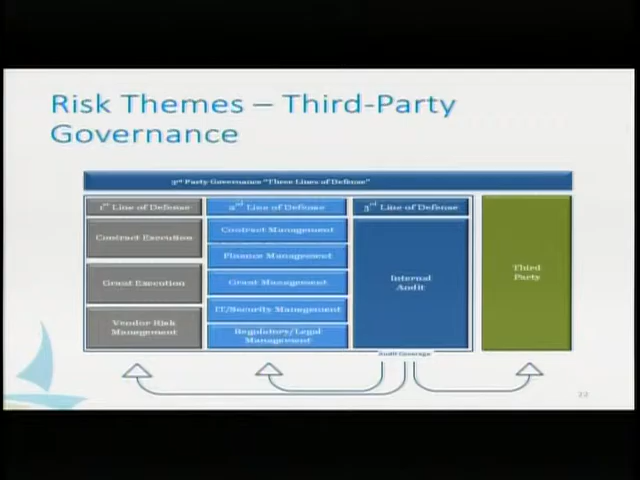 Risk Themes – Third-Party
Governance
3rd Party Governance "Three Lines of Defense"
1st Line of Defense
Contract Execution
Grant Execution
Vendor Risk
Management
2nd Line of Defense
Contract Management
Finance Management
Grant Management
IT/Security Management
Regulatory/Legal
Management
3rd Line of Defense
Internal
Audit
Third
Party
Audit Coverage
22